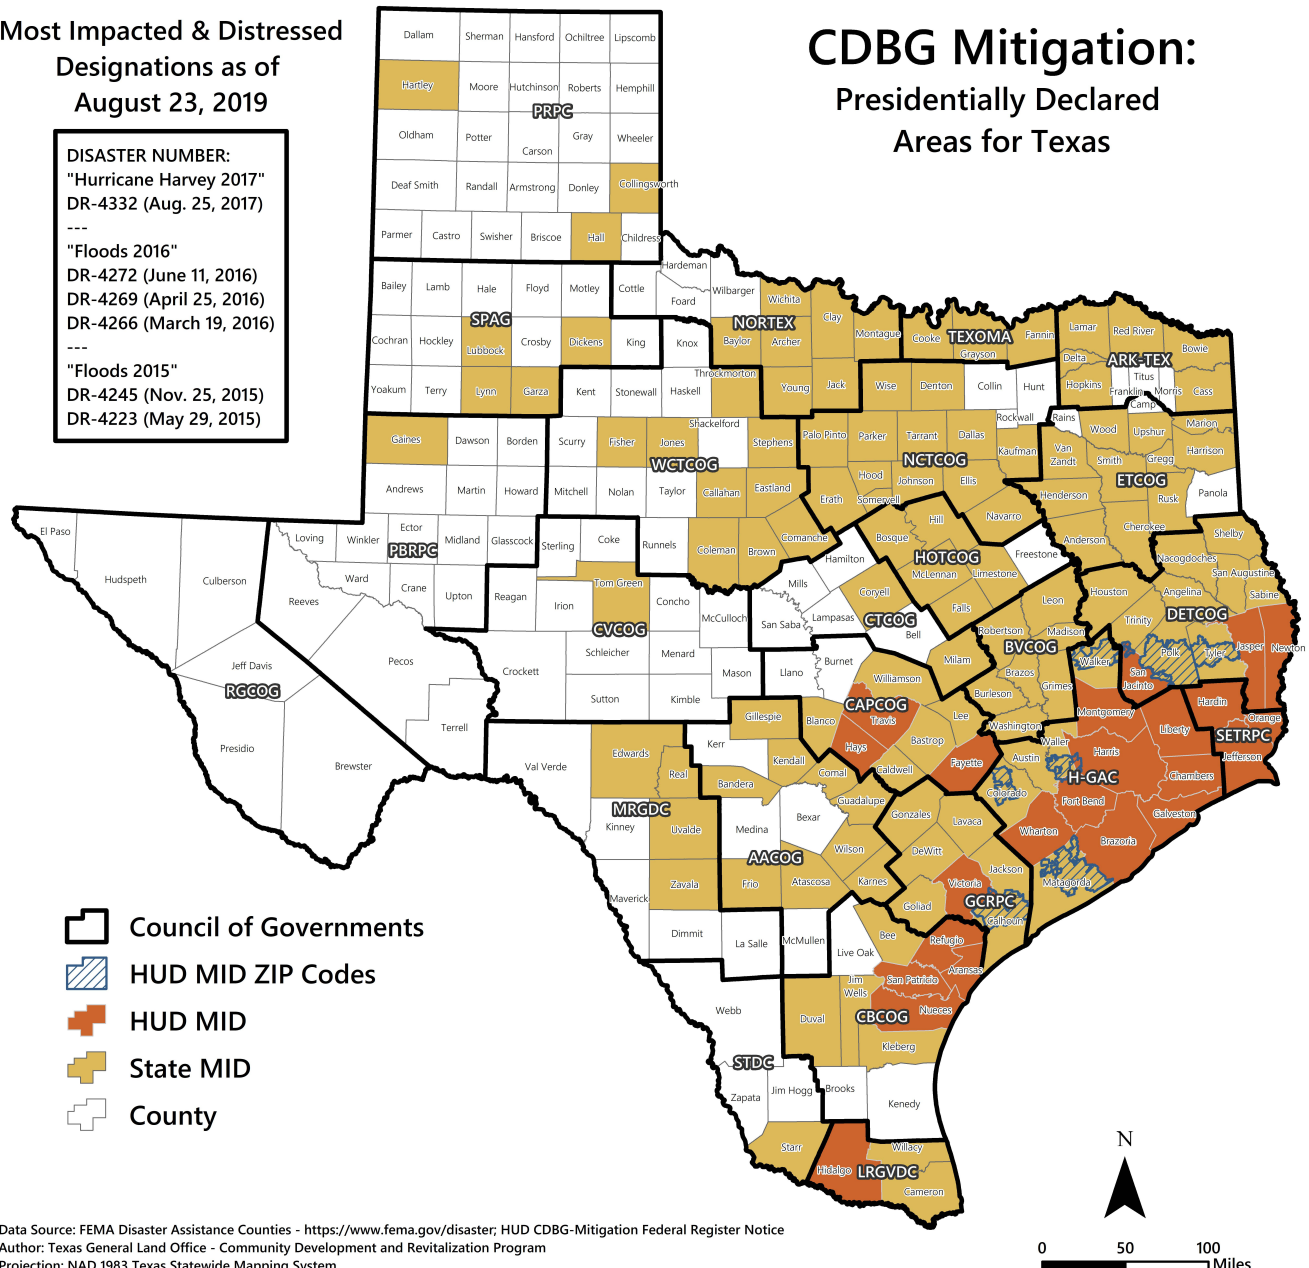 Most Impacted & Distressed
Designations as of
August 23, 2019
CDBG Mitigation:
Presidentially Declared
Areas for Texas
DISASTER NUMBER:
"Hurricane Harvey 2017"
DR-4332 (Aug. 25, 2017)
---
"Floods 2016"
DR-4272 (June 11, 2016)
DR-4269 (April 25, 2016)
DR-4266 (March 19, 2016)
---
"Floods 2015"
DR-4245 (Nov. 25, 2015)
DR-4223 (May 29, 2015)
Dallam Sherman Hansford Ochiltree Lipscomb
Hartley Moore Hutchinson Roberts Hemphill
PRPC
Oldham Potter Carson Gray Wheeler
Deaf Smith Randall Armstrong Donley Collingsworth
Parmer Castro Swisher Briscoe Hall Childress
Hardeman
Bailey Lamb Hale Floyd Motley Cottle Foard Wilbarger Wichita Clay Montague
SPAG
NORTEX
Cochran Hockley Lubbock Crosby Dickens King Knox Baylor Archer
Cooke Grayson Fannin
TEXOMA
Lamar Red River Bowie
Delta
ARK-TEX
Hopkins Franklin Titus Morris Cass
Camp
Yoakum Terry Lynn Garza Kent Stonewall Haskell Throckmorton Young Jack Wise Denton Collin Hunt
Rockwall Rains Wood Upshur Marion
Gaines Dawson Borden Scurry Fisher Jones Shackelford Stephens Palo Pinto Parker Tarrant Dallas Kaufman
Van
Zandt
Smith Gregg Harrison
WCTCOG
NCTCOG
ETCOG
Andrews Martin Howard Mitchell Nolan Taylor Callahan Eastland Erath Hood Somervell Johnson Ellis
Henderson Rusk Panola
Navarro Cherokee
Anderson
Shelby
El Paso Hudspeth Culberson
Loving Winkler Ector Midland Glasscock Sterling Coke Runnels Coleman Brown Comanche
PBRPC
Hamilton Bosque Hill Freestone
HOTCOG
McLennan Limestone
Nacogdoches
San Augustine
Sabine
Ward Crane Upton Reagan Irion Tom Green Concho McCulloch
Reeves
CVCOG
Mills Coryell Falls Leon Houston Angelina
San Saba Lampasas
CTCOG
Bell
Robertson Madison Trinity
DETCOG
BVCOG
Walker Polk Tyler Jasper Newton
Jeff Davis
Pecos Crockett Schleicher Menard Mason Llano Burnet Milam Brazos Grimes
San
Jacinto
RGCOG
Sutton Kimble Williamson Burleson
Montgomery Hardin
Presidio Brewster Terrell
Gillespie Blanco
CAPCOG
Travis
Lee Washington
Liberty
Orange
SETRPC
Jefferson
Val Verde Edwards Real Kerr Kendall Hays Bastrop
Austin Waller Harris
H-GAC
Chambers
Bandera Comal Caldwell Fayette Colorado
Fort Bend
Galveston
MRGDC
Kinney Uvalde Medina Bexar Guadalupe Gonzales Lavaca Wharton Brazoria
AACOG
Wilson DeWitt
Jackson Matagorda
Maverick Zavala Frio Atascosa Karnes Victoria
GCRPC
Calhoun
Goliad
Dimmit La Salle McMullen Live Oak Bee Refugio
Aransas
San Patricio
Jim
Wells
Webb Duval
CBCOG
Nueces
Kleberg
STDC
Zapata Jim Hogg Brooks Kenedy
Starr Hidalgo Willacy
LRGVDC
Cameron
Council of Governments
HUD MID ZIP Codes
HUD MID
State MID
County
N
0 50 100
Miles
Data Source: FEMA Disaster Assistance Counties - https://www.fema.gov/disaster; HUD CDBG-Mitigation Federal Register Notice
Author: Texas General Land Office - Community Development and Revitalization Program
Projection: NAD 1983 Texas Statewide Mapping System